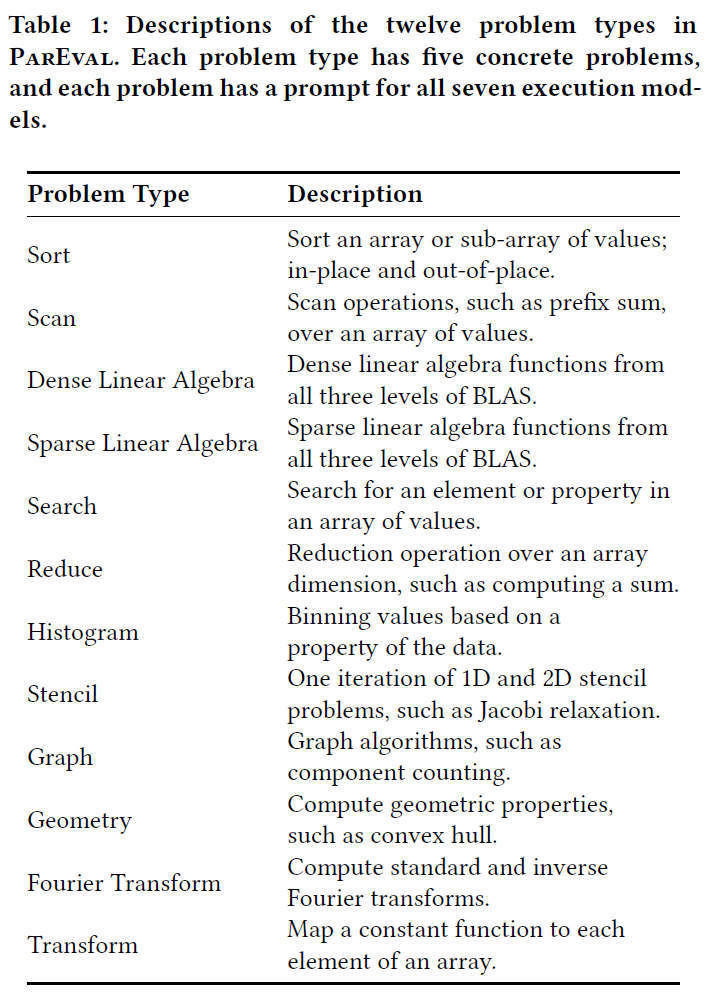 Table 1: Descriptions of the twelve problem types in
ParEval. Each problem type has five concrete problems,
and each problem has a prompt for all seven execution mod-
els.
Problem Type Description
Sort Sort an array or sub-array of values;
in-place and out-of-place.
Scan Scan operations, such as prefix sum,
over an array of values.
Dense Linear Algebra Dense linear algebra functions from
all three levels of BLAS.
Sparse Linear Algebra Sparse linear algebra functions from
all three levels of BLAS.
Search Search for an element or property in
an array of values.
Reduce Reduction operation over an array
dimension, such as computing a sum.
Histogram Binning values based on a
property of the data.
Stencil One iteration of 1D and 2D stencil
problems, such as Jacobi relaxation.
Graph Graph algorithms, such as
component counting.
Geometry Compute geometric properties,
such as convex hull.
Fourier Transform Compute standard and inverse
Fourier transforms.
Transform Map a constant function to each
element of an array.